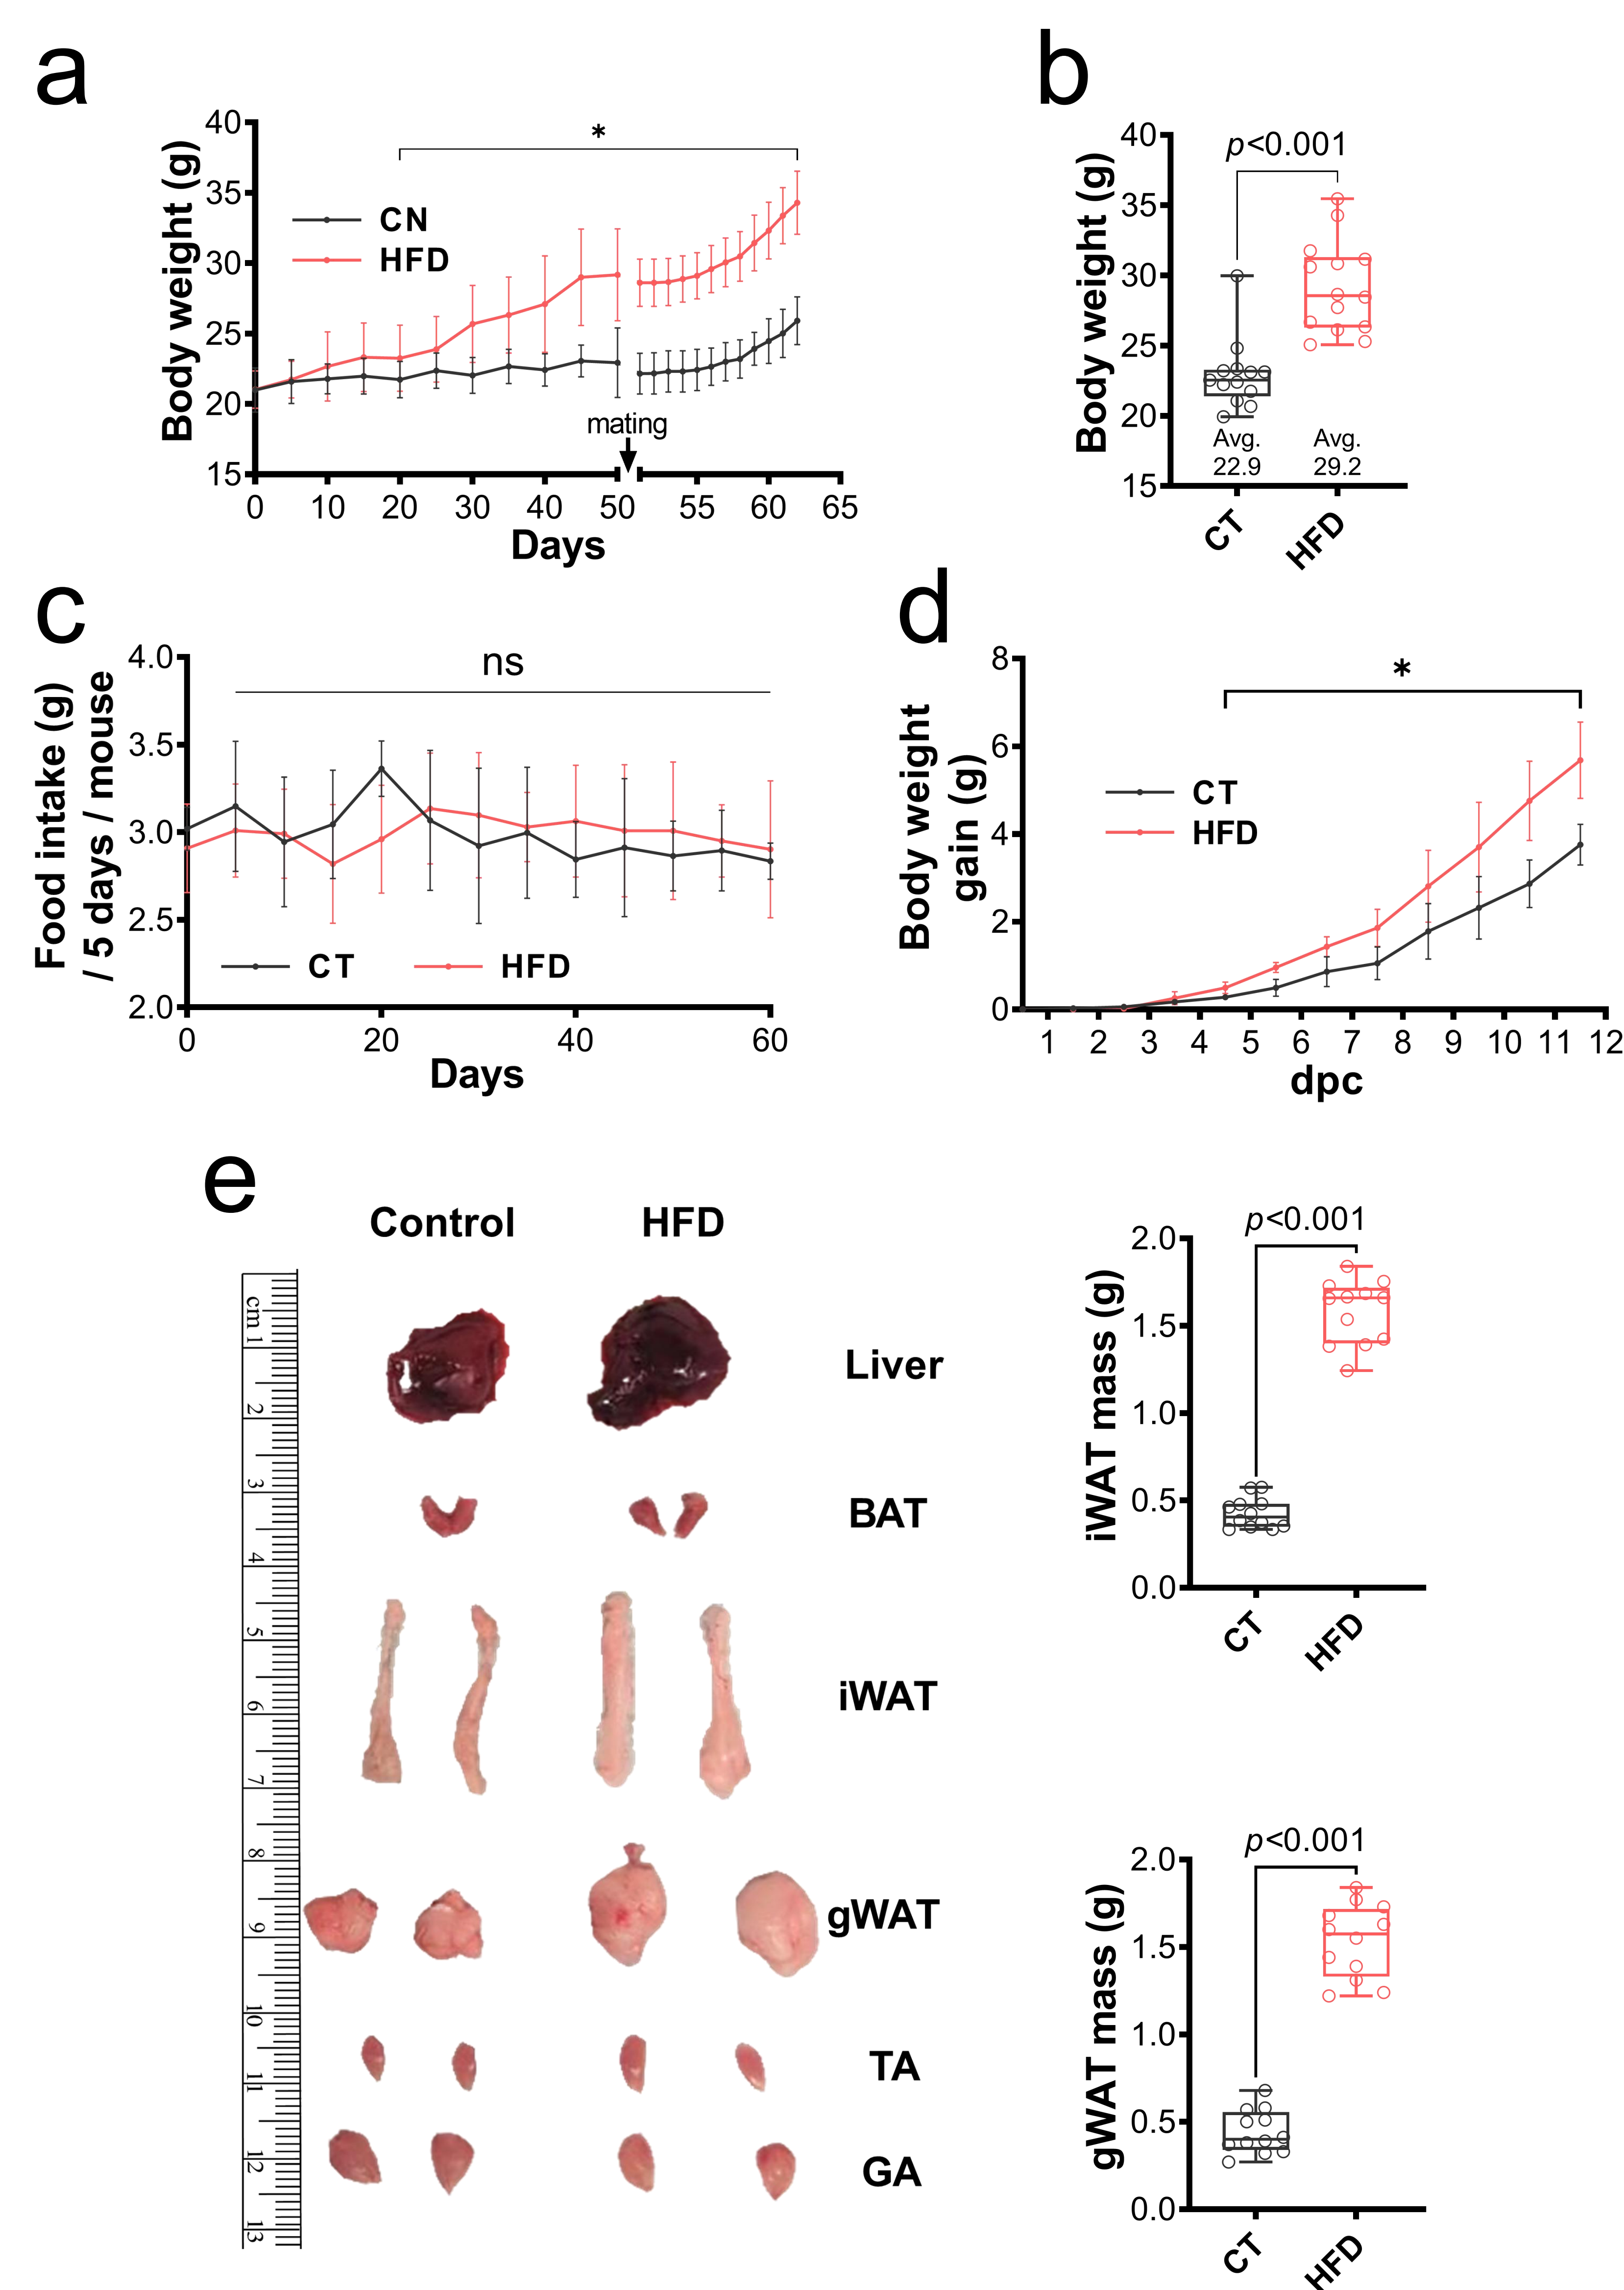 a
Body weight (g)
40
35
30
25
20
15
*
CN
HFD
mating
0 10 20 30 40 50 55 60 65
Days
b
Body weight (g)
40
35
30
25
20
15
p<0.001
Avg. Avg.
22.9 29.2
CT HFD
c
Food intake (g)
/ 5 days / mouse
4.0
3.5
3.0
2.5
2.0
ns
CT HFD
0 20 40 60
Days
d
Body weight
gain (g)
8
6
4
2
0
*
CT
HFD
1 2 3 4 5 6 7 8 9 10 11 12
dpc
e
Control HFD
cm 1
2
3
4
5
6
7
8
9
10
11
12
13
Liver
BAT
iWAT
gWAT
TA
GA
iWAT mass (g)
2.0
1.5
1.0
0.5
0.0
p<0.001
CT HFD
gWAT mass (g)
2.0
1.5
1.0
0.5
0.0
p<0.001
CT HFD